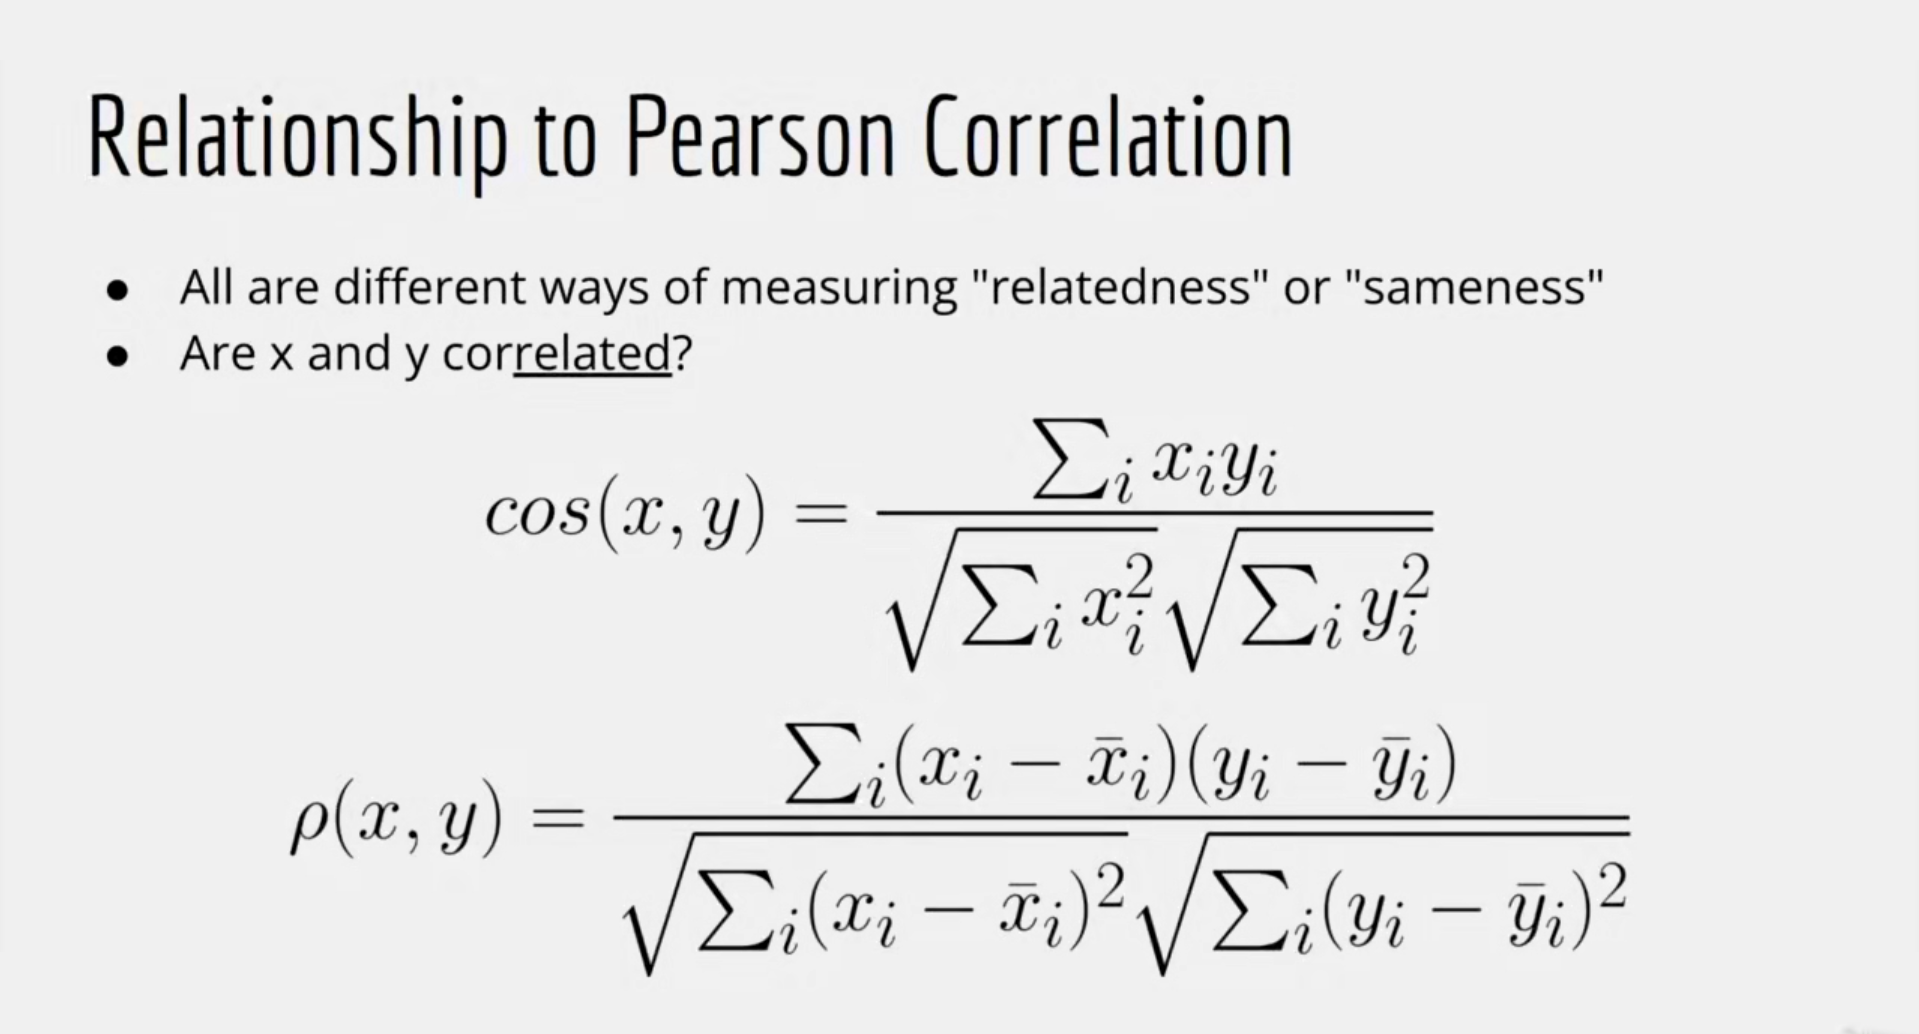 Relationship to Pearson Correlation
● All are different ways of measuring "relatedness" or "sameness"
● Are x and y correlated?
$cos(x, y) = \frac{\sum_i x_i y_i}{\sqrt{\sum_i x_i^2}\sqrt{\sum_i y_i^2}}$
$\rho(x, y) = \frac{\sum_i (x_i - \bar{x}_i)(y_i - \bar{y}_i)}{\sqrt{\sum_i (x_i - \bar{x}_i)^2}\sqrt{\sum_i (y_i - \bar{y}_i)^2}}$